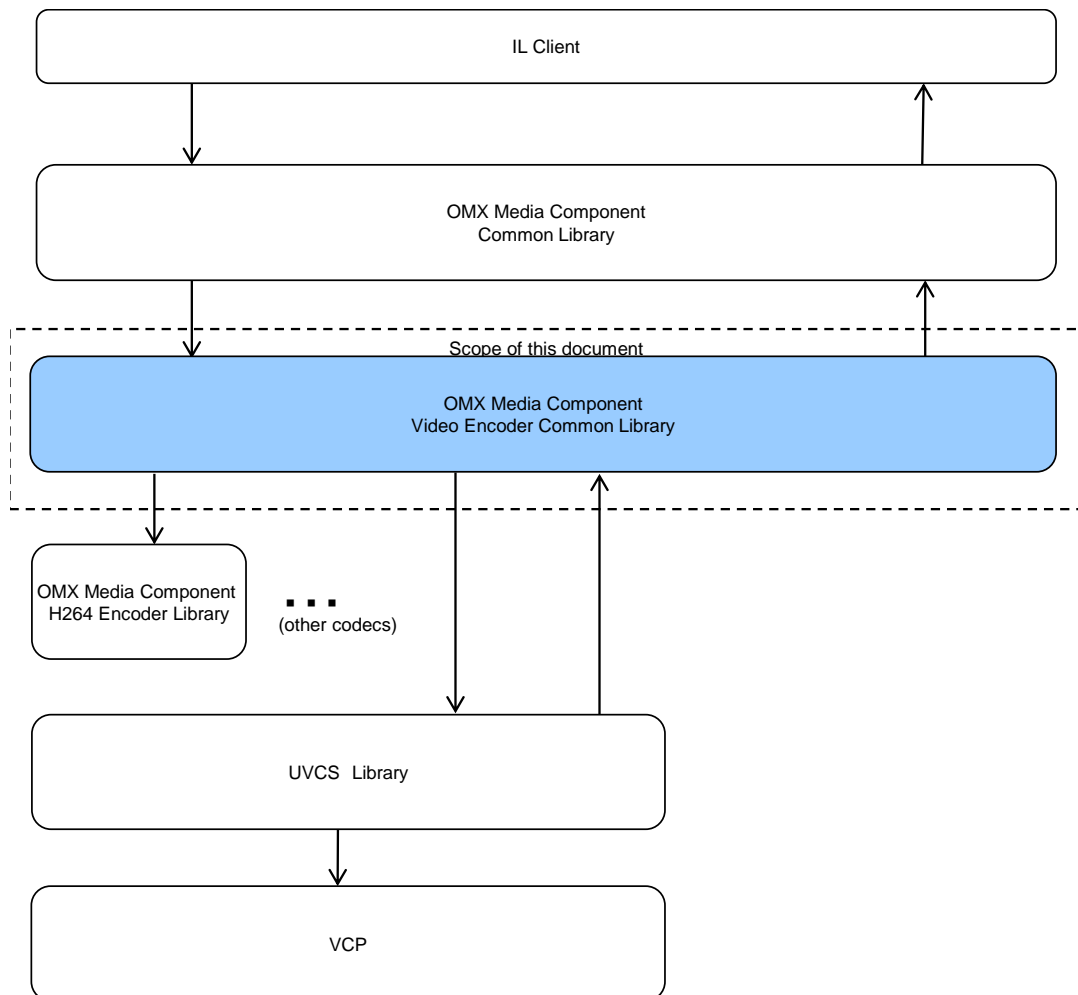 IL Client
OMX Media Component
Common Library
Scope of this document
OMX Media Component
Video Encoder Common Library
OMX Media Component
H264 Encoder Library
...
(other codecs)
UVCS Library
VCP